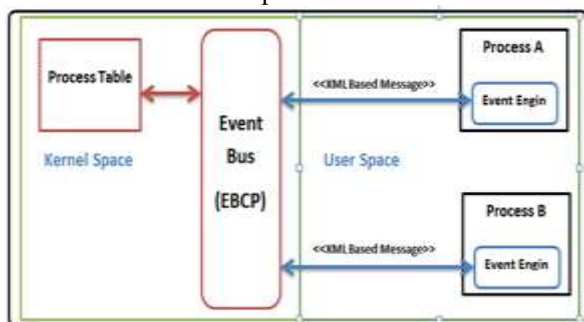 Process Table
Kernel Space
Event
Bus
(EBCP)
User Space
<<XML Based Message>>
Process A
Event Engin
<<XML Based Message>>
Process B
Event Engin